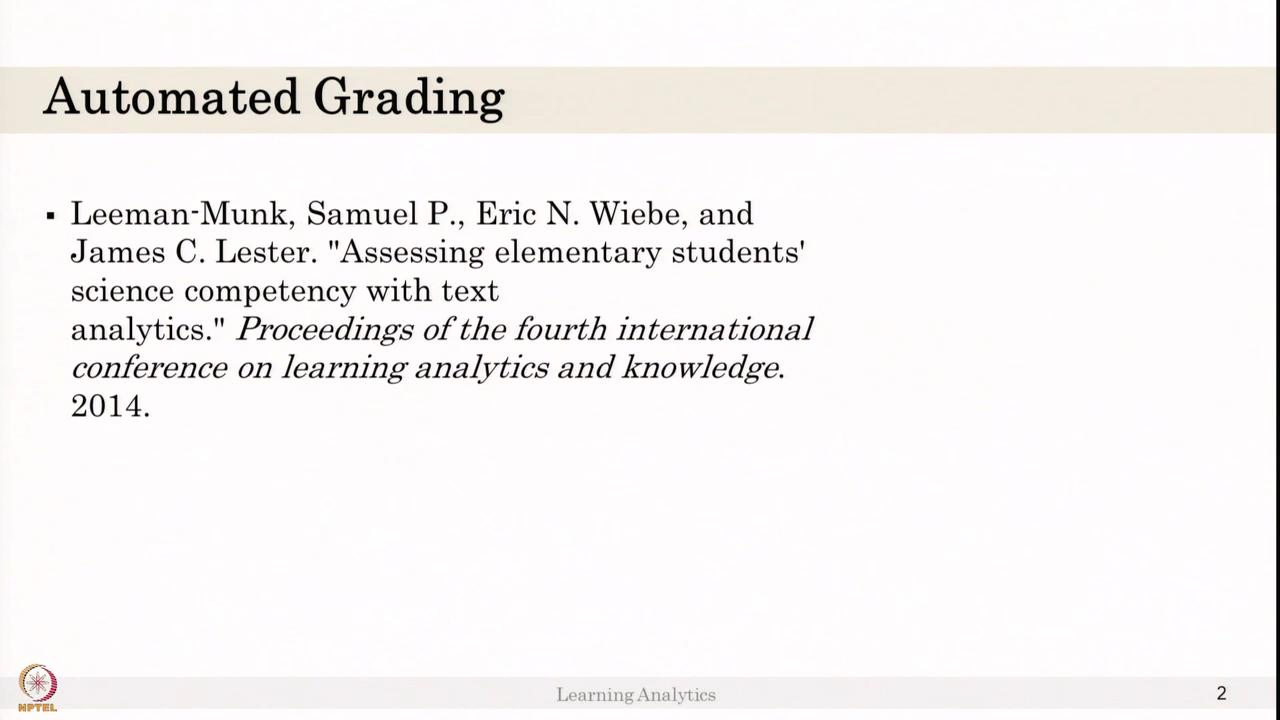 Automated Grading
▪ Leeman-Munk, Samuel P., Eric N. Wiebe, and
James C. Lester. "Assessing elementary students'
science competency with text
analytics." Proceedings of the fourth international
conference on learning analytics and knowledge.
2014.
NPTEL
Learning Analytics
2